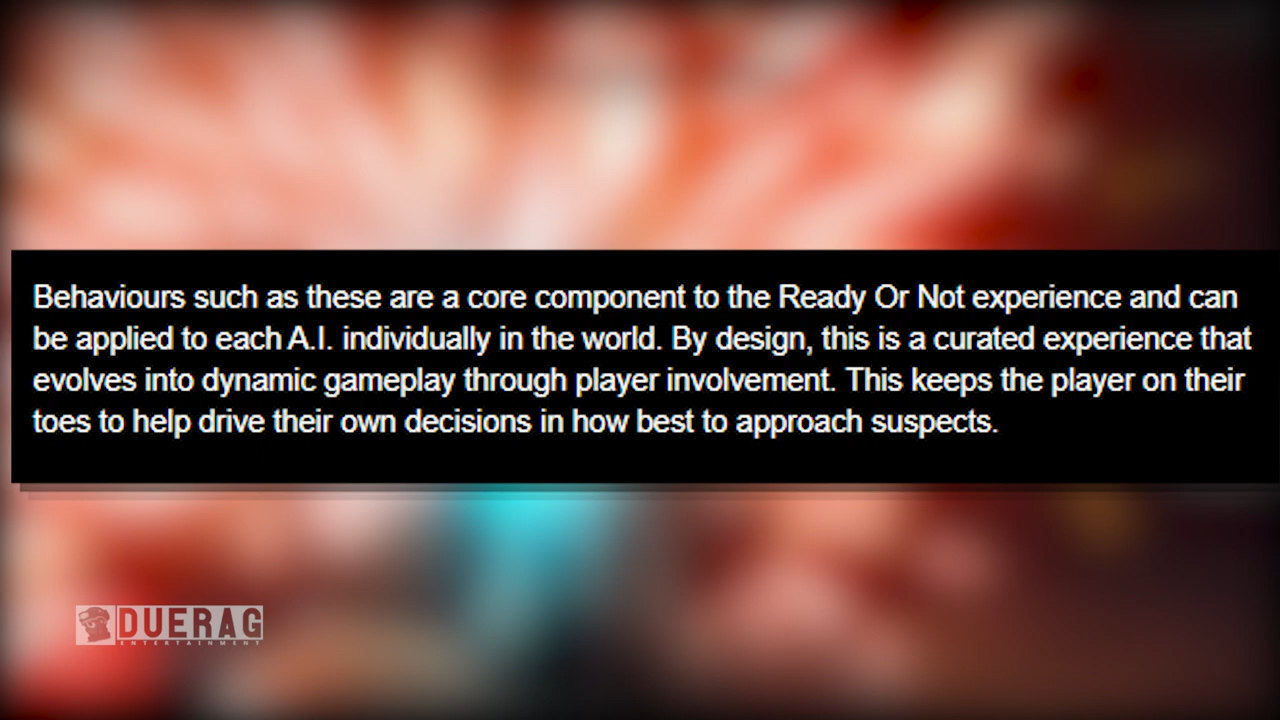 Behaviours such as these are a core component to the Ready Or Not experience and can
be applied to each A.I. individually in the world. By design, this is a curated experience that
evolves into dynamic gameplay through player involvement. This keeps the player on their
toes to help drive their own decisions in how best to approach suspects.
DUERAG
ENTERTAINMENT